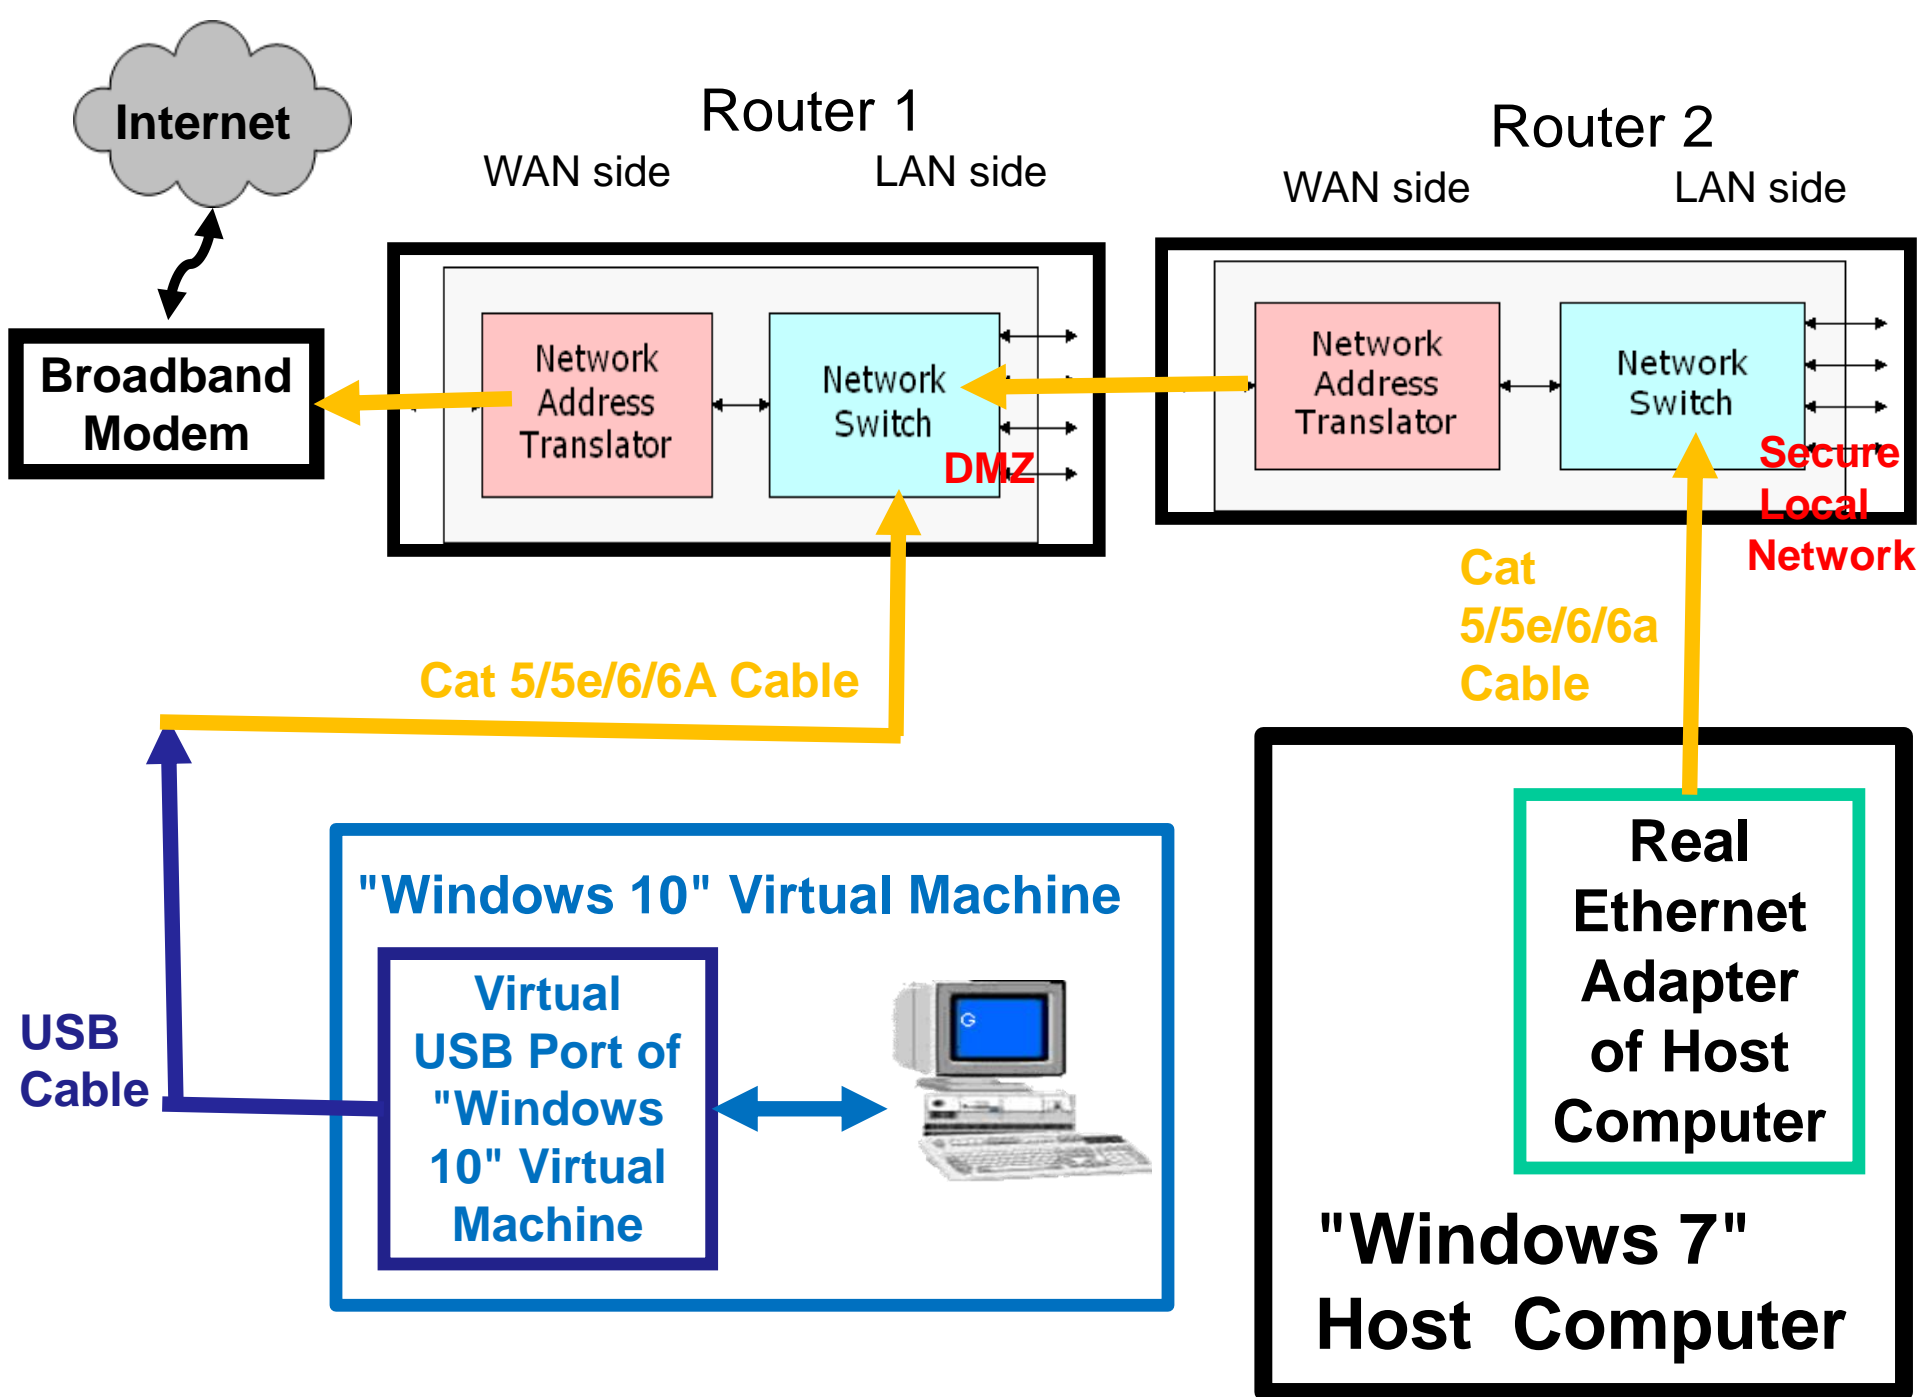 Internet
Router 1
WAN side
LAN side
Router 2
WAN side
LAN side
Broadband
Modem
Network
Address
Translator
Network
Switch
DMZ
Network
Address
Translator
Network
Switch
Secure
Local
Network
Cat 5/5e/6/6A Cable
Cat
5/5e/6/6a
Cable
USB
Cable
"Windows 10" Virtual Machine
Virtual
USB Port of
"Windows
10" Virtual
Machine
G
Real
Ethernet
Adapter
of Host
Computer
"Windows 7"
Host Computer